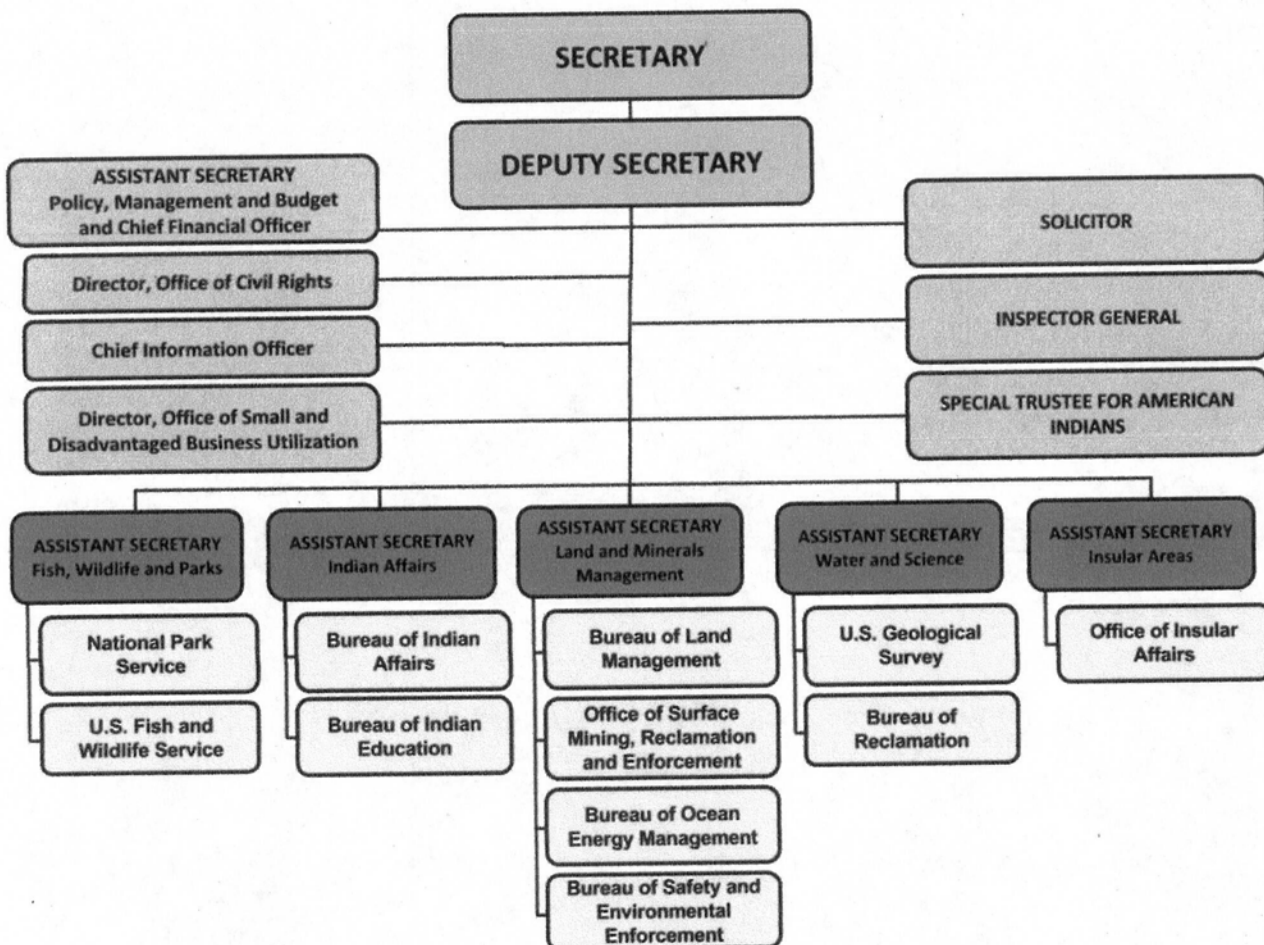 SECRETARY
DEPUTY SECRETARY
ASSISTANT SECRETARY
Policy, Management and Budget
and Chief Financial Officer
SOLICITOR
Director, Office of Civil Rights
INSPECTOR GENERAL
Chief Information Officer
Director, Office of Small and
Disadvantaged Business Utilization
SPECIAL TRUSTEE FOR AMERICAN
INDIANS
ASSISTANT SECRETARY
Fish, Wildlife and Parks
National Park
Service
U.S. Fish and
Wildlife Service
ASSISTANT SECRETARY
Indian Affairs
Bureau of Indian
Affairs
Bureau of Indian
Education
ASSISTANT SECRETARY
Land and Minerals
Management
Bureau of Land
Management
Office of Surface
Mining, Reclamation
and Enforcement
Bureau of Ocean
Energy Management
Bureau of Safety and
Environmental
Enforcement
ASSISTANT SECRETARY
Water and Science
U.S. Geological
Survey
Bureau of
Reclamation
ASSISTANT SECRETARY
Insular Areas
Office of Insular
Affairs